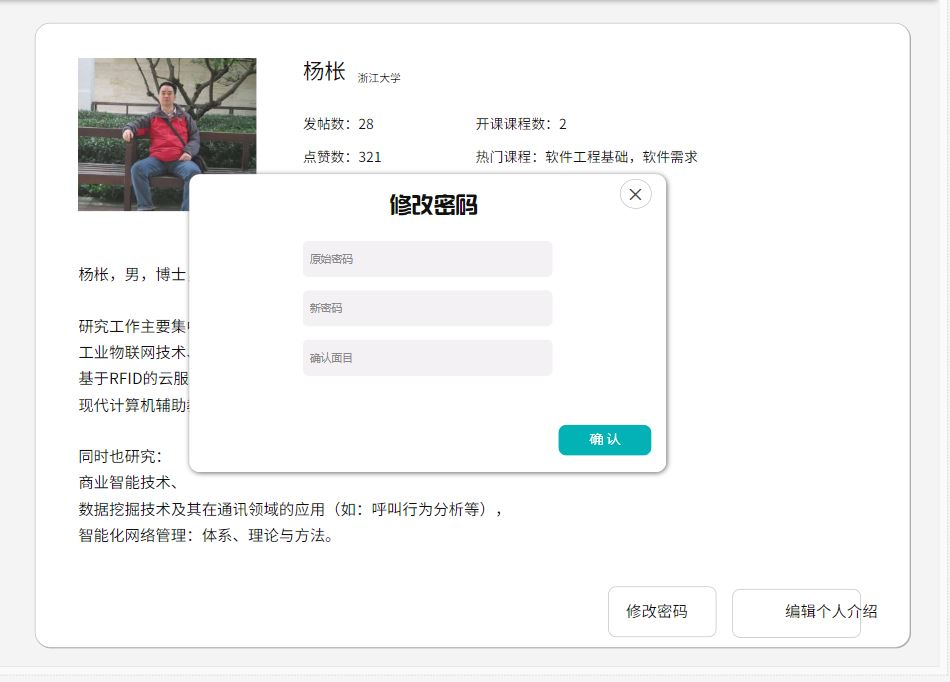 杨枨 浙江大学
发帖数：28 开课课程数：2
点赞数：321 热门课程：软件工程基础，软件需求
修改密码
原始密码
新密码
确认面目
确认
杨枨，男，博士
研究工作主要集
工业物联网技术、
基于RFID的云服
现代计算机辅助
同时也研究：
商业智能技术、
数据挖掘技术及其在通讯领域的应用（如：呼叫行为分析等），
智能化网络管理：体系、理论与方法。
修改密码 编辑个人介绍